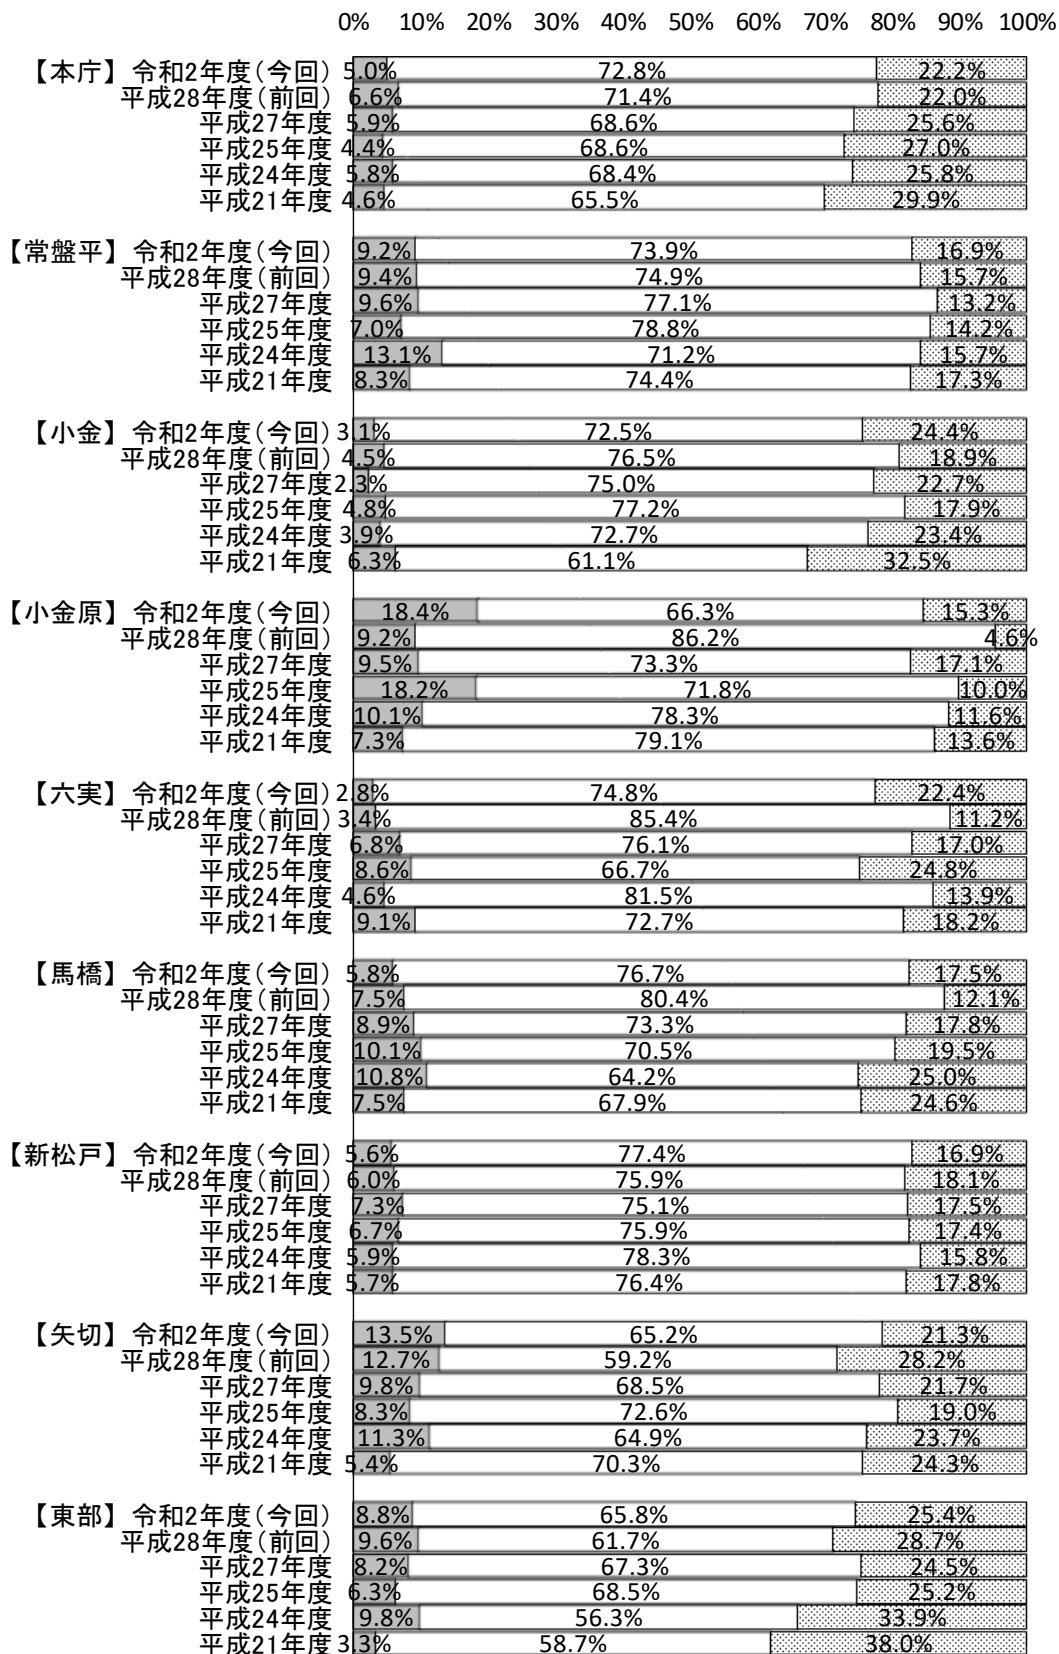 0% 10% 20% 30% 40% 50% 60% 70% 80% 90% 100%
【本庁】 令和2年度(今回) 5.0% 72.8% 22.2%
平成28年度(前回) 6.6% 71.4% 22.0%
平成27年度 5.9% 68.6% 25.6%
平成25年度 4.4% 68.6% 27.0%
平成24年度 5.8% 68.4% 25.8%
平成21年度 4.6% 65.5% 29.9%
【常盤平】 令和2年度(今回) 9.2% 73.9% 16.9%
平成28年度(前回) 9.4% 74.9% 15.7%
平成27年度 9.6% 77.1% 13.2%
平成25年度 7.0% 78.8% 14.2%
平成24年度 13.1% 71.2% 15.7%
平成21年度 8.3% 74.4% 17.3%
【小金】 令和2年度(今回) 3.1% 72.5% 24.4%
平成28年度(前回) 4.5% 76.5% 18.9%
平成27年度 2.3% 75.0% 22.7%
平成25年度 4.8% 77.2% 17.9%
平成24年度 3.9% 72.7% 23.4%
平成21年度 6.3% 61.1% 32.5%
【小金原】 令和2年度(今回) 18.4% 66.3% 15.3%
平成28年度(前回) 9.2% 86.2% 4.6%
平成27年度 9.5% 73.3% 17.1%
平成25年度 18.2% 71.8% 10.0%
平成24年度 10.1% 78.3% 11.6%
平成21年度 7.3% 79.1% 13.6%
【六実】 令和2年度(今回) 2.8% 74.8% 22.4%
平成28年度(前回) 3.4% 85.4% 11.2%
平成27年度 6.8% 76.1% 17.0%
平成25年度 8.6% 66.7% 24.8%
平成24年度 4.6% 81.5% 13.9%
平成21年度 9.1% 72.7% 18.2%
【馬橋】 令和2年度(今回) 5.8% 76.7% 17.5%
平成28年度(前回) 7.5% 80.4% 12.1%
平成27年度 8.9% 73.3% 17.8%
平成25年度 10.1% 70.5% 19.5%
平成24年度 10.8% 64.2% 25.0%
平成21年度 7.5% 67.9% 24.6%
【新松戸】 令和2年度(今回) 5.6% 77.4% 16.9%
平成28年度(前回) 6.0% 75.9% 18.1%
平成27年度 7.3% 75.1% 17.5%
平成25年度 6.7% 75.9% 17.4%
平成24年度 5.9% 78.3% 15.8%
平成21年度 5.7% 76.4% 17.8%
【矢切】 令和2年度(今回) 13.5% 65.2% 21.3%
平成28年度(前回) 12.7% 59.2% 28.2%
平成27年度 9.8% 68.5% 21.7%
平成25年度 8.3% 72.6% 19.0%
平成24年度 11.3% 64.9% 23.7%
平成21年度 5.4% 70.3% 24.3%
【東部】 令和2年度(今回) 8.8% 65.8% 25.4%
平成28年度(前回) 9.6% 61.7% 28.7%
平成27年度 8.2% 67.3% 24.5%
平成25年度 6.3% 68.5% 25.2%
平成24年度 9.8% 56.3% 33.9%
平成21年度 3.3% 58.7% 38.0%